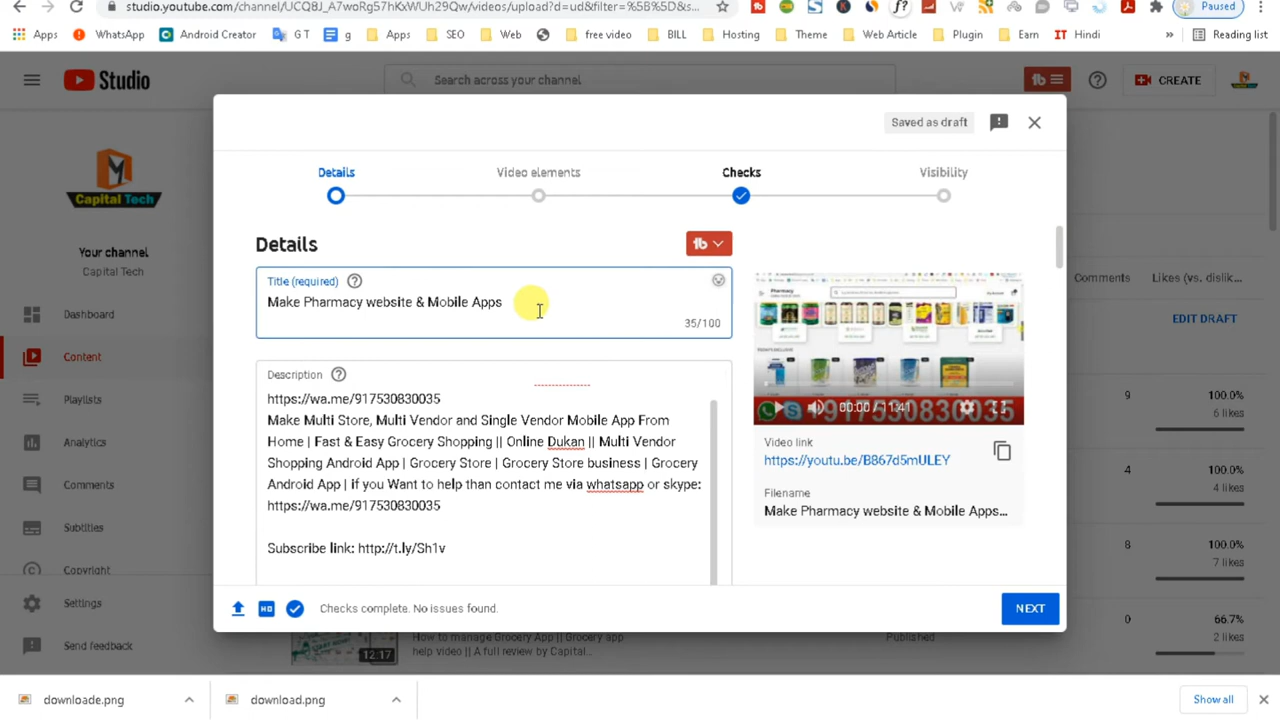 studio.youtube.com/channel/UCQ8J_A7woRg57hKxWUh29Qw/videos/upload?d=ud&filter=%5B%5D&s...
Paused
Apps
WhatsApp
Android Creator
G T
g
Apps
SEO
Web
free video
BILL
Hosting
Theme
Web Article
Plugin
Earn
IT
Hindi
»
Reading list
Studio
Search across your channel
CREATE
Saved as draft
Details
Video elements
Checks
Visibility
Capital Tech
Your channel
Capital Tech
Details
Title (required)
Make Pharmacy website & Mobile Apps
35/100
Description
https://wa.me/917530830035
Make Multi Store, Multi Vendor and Single Vendor Mobile App From
Home | Fast & Easy Grocery Shopping || Online Dukan || Multi Vendor
Shopping Android App | Grocery Store | Grocery Store business | Grocery
Android App | if you Want to help than contact me via whatsapp or skype:
https://wa.me/917530830035
Subscribe link: http://t.ly/Sh1v
Pharmacy
00:00 / 11:41
917530830035
Video link
https://youtu.be/B867d5mULEY
Filename
Make Pharmacy website & Mobile Apps...
Dashboard
Content
Playlists
Analytics
Comments
Subtitles
Copyright
Settings
Send feedback
Comments
Likes (vs. dislik...
EDIT DRAFT
9
100.0%
6 likes
4
100.0%
4 likes
8
100.0%
7 likes
0
66.7%
2 likes
HD
Checks complete. No issues found.
NEXT
12:17
How to manage Grocery App || Grocery app
help video || A full review by Capital...
Published
downloade.png
download.png
Show all